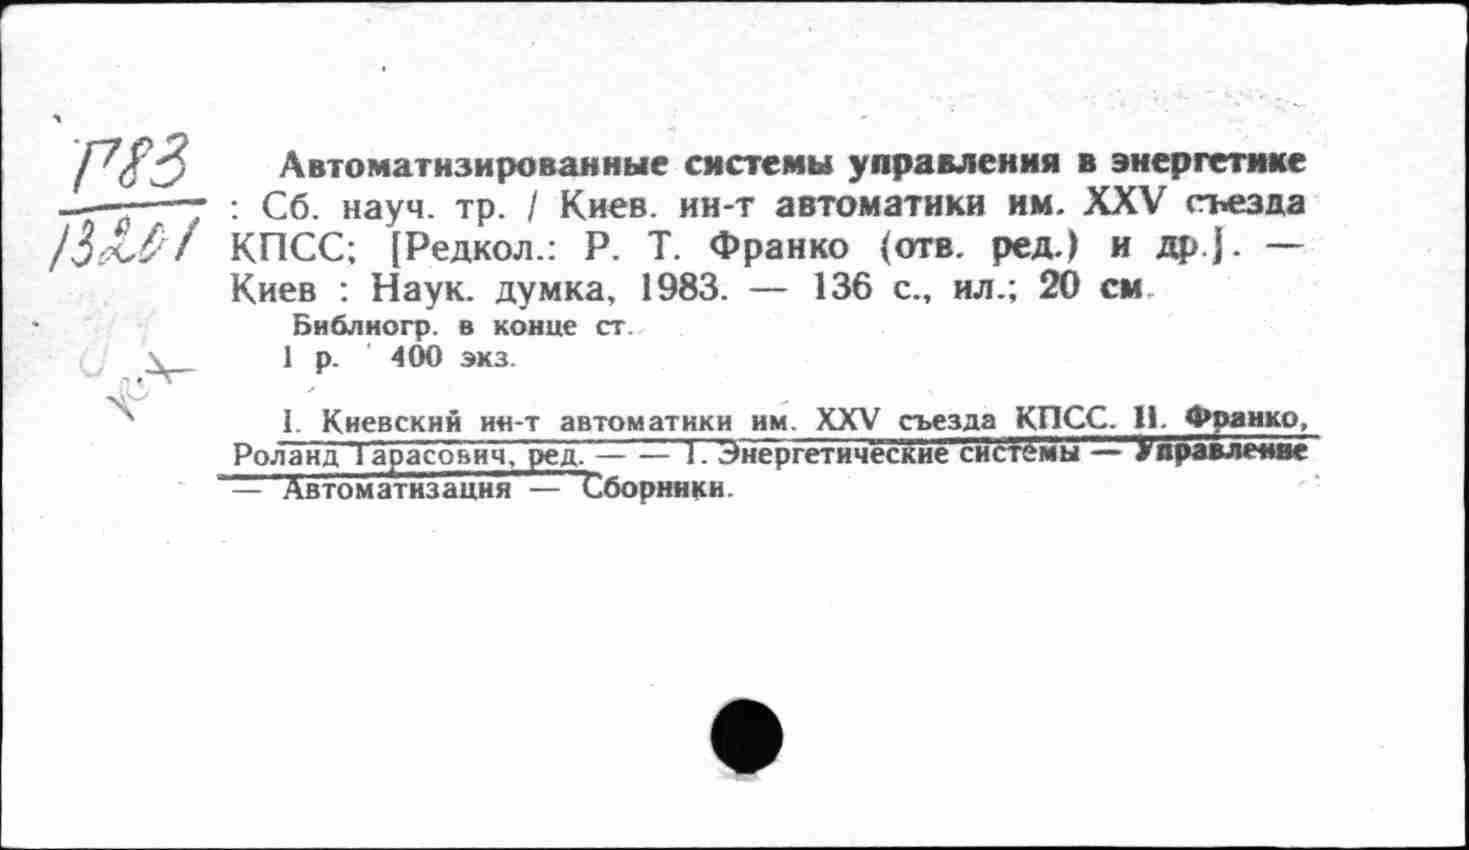 П83
Автоматизированные системы управления в энергетике
: Сб. науч. тр. / Киев. ин-т автоматики им. XXV съезда
13201
КПСС; [Редкол.: Р. Т. Франко (отв. ред.) и др.]. —
Киев : Наук. думка, 1983. — 136 с., ил.; 20 см.
Библиогр. в конце ст.
1 р. 400 экз.
I. Киевский ин-т автоматики им. XXV съезда КПСС. II. Франко,
Роланд Тарасович, ред. — — 1. Энергетические системы — Управление
— Автоматизация — Сборники.